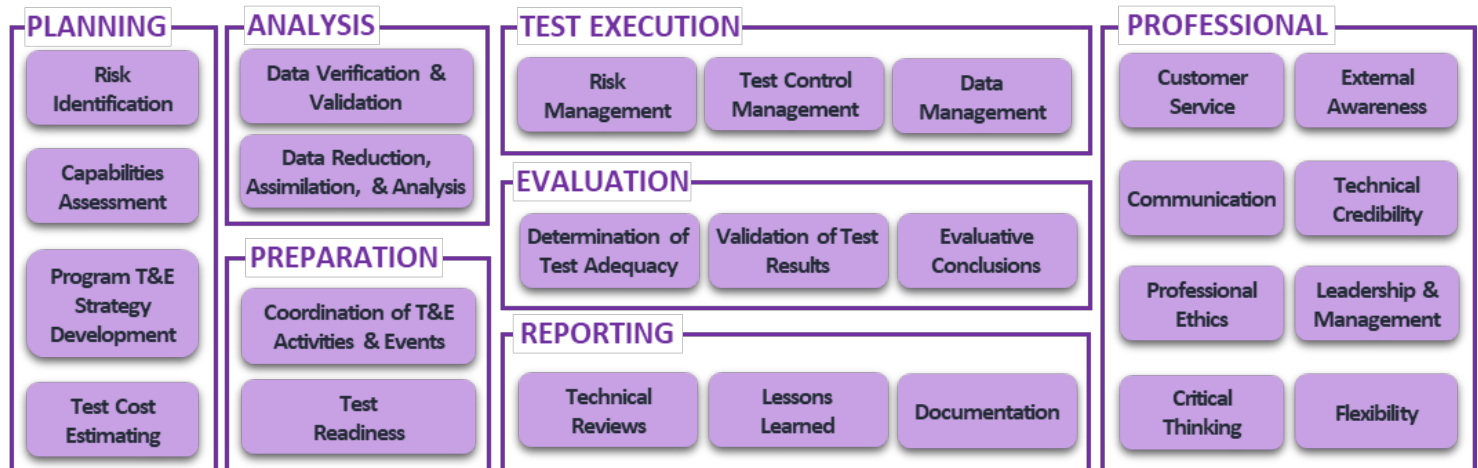 PLANNING
Risk
Identification
Capabilities
Assessment
Program T&E
Strategy
Development
Test Cost
Estimating
ANALYSIS
Data Verification &
Validation
Data Reduction,
Assimilation, & Analysis
PREPARATION
Coordination of T&E
Activities & Events
Test
Readiness
TEST EXECUTION
Risk
Management
Test Control
Management
Data
Management
EVALUATION
Determination of
Test Adequacy
Validation of Test
Results
Evaluative
Conclusions
REPORTING
Technical
Reviews
Lessons
Learned
Documentation
PROFESSIONAL
Customer
Service
External
Awareness
Communication
Technical
Credibility
Professional
Ethics
Leadership &
Management
Critical
Thinking
Flexibility